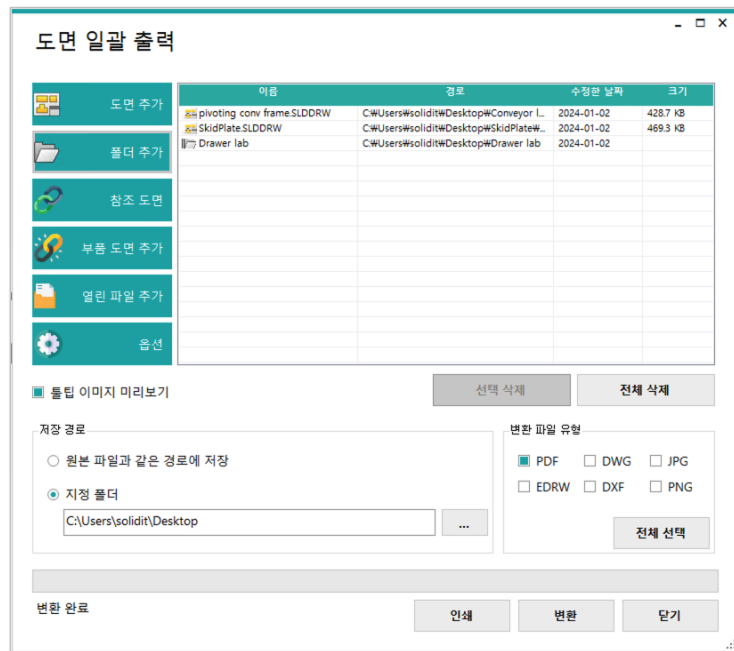 도면 일괄 출력
도면 추가
폴더 추가
참조 도면
부품 도면 추가
열린 파일 추가
옵션
이름 경로 수정한 날짜 크기
pivoting conv frame.SLDDRW C:₩Users₩solidit₩Desktop₩Conveyor l... 2024-01-02 428.7 KB
SkidPlate.SLDDRW C:₩Users₩solidit₩Desktop₩SkidPlate₩... 2024-01-02 469.3 KB
Drawer lab C:₩Users₩solidit₩Desktop₩Drawer lab 2024-01-02
툴팁 이미지 미리보기
선택 삭제 전체 삭제
저장 경로
원본 파일과 같은 경로에 저장
지정 폴더
C:\Users\solidit\Desktop ...
변환 파일 유형
PDF DWG JPG
EDRW DXF PNG
전체 선택
변환 완료
인쇄 변환 닫기